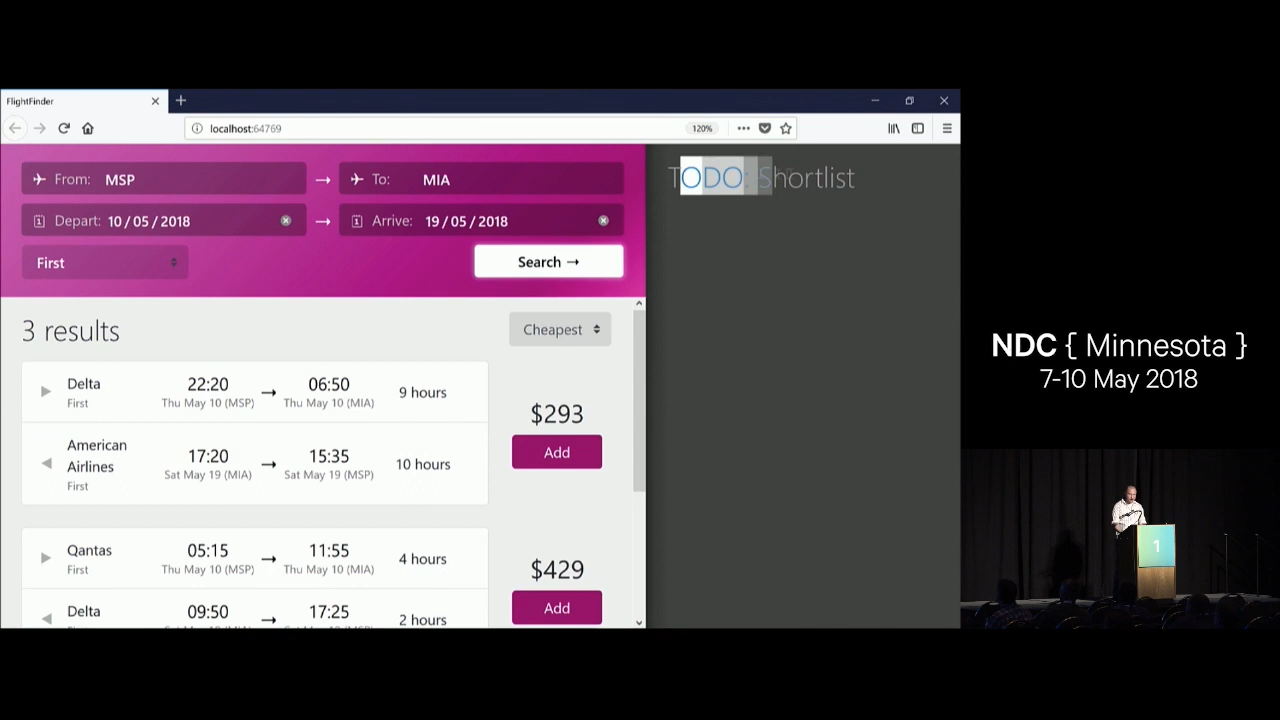 FlightFinder
localhost:64769
120%
From: MSP → To: MIA
Depart: 10 / 05 / 2018 → Arrive: 19 / 05 / 2018
First
Search →
TODO: Shortlist
3 results
Cheapest
Delta
First
22:20 → 06:50
Thu May 10 (MSP) Thu May 10 (MIA)
9 hours
$293
Add
American
Airlines
First
17:20 → 15:35
Sat May 19 (MIA) Sat May 19 (MSP)
10 hours
Qantas
First
05:15 → 11:55
Thu May 10 (MSP) Thu May 10 (MIA)
4 hours
$429
Add
Delta
09:50 → 17:25
2 hours
NDC { Minnesota }
7-10 May 2018
1